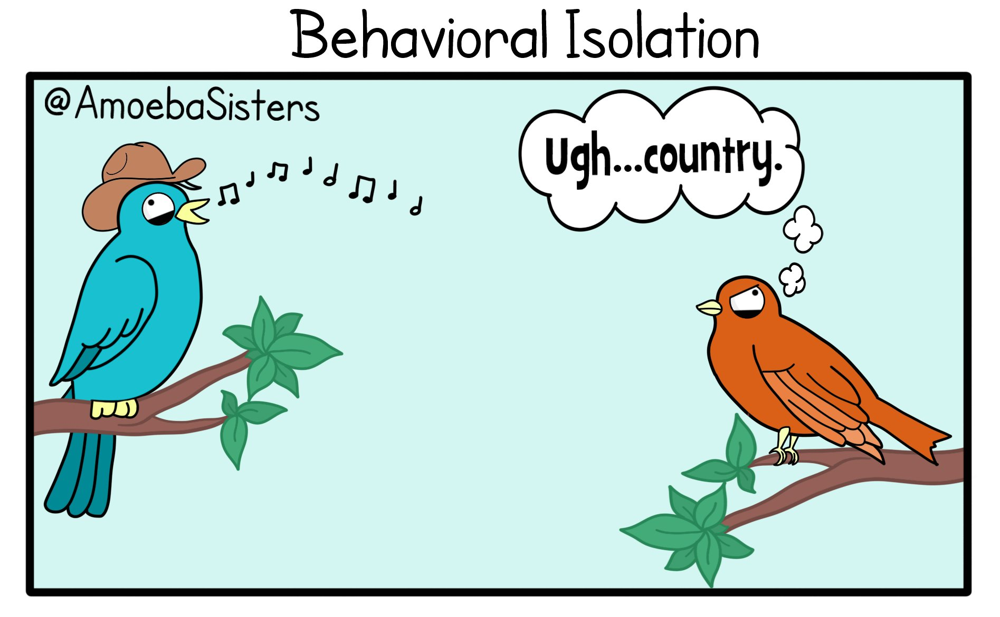 Behavioral Isolation
@AmoebaSisters
Ugh...country.